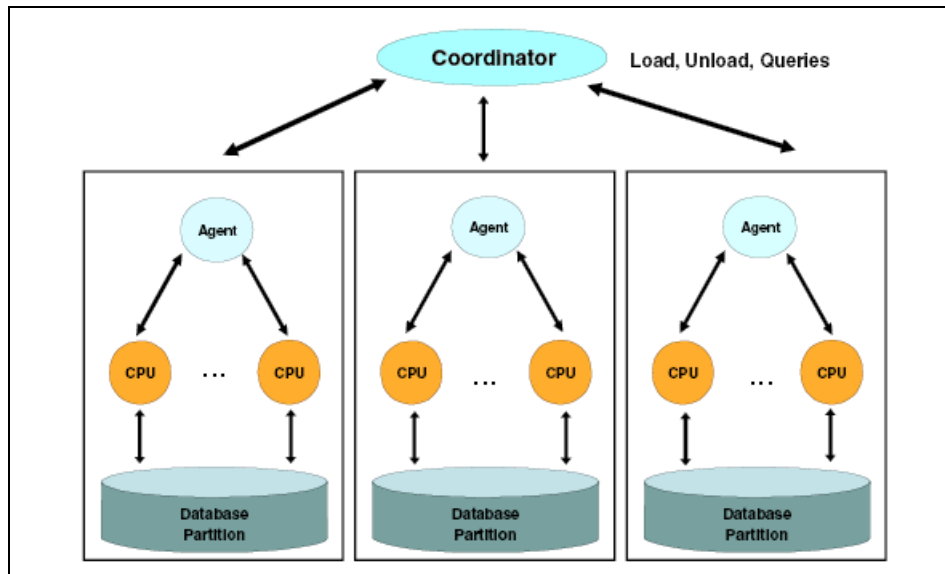 Coordinator
Load, Unload, Queries
Agent
Agent
Agent
CPU ... CPU
CPU ... CPU
CPU ... CPU
Database
Partition
Database
Partition
Database
Partition